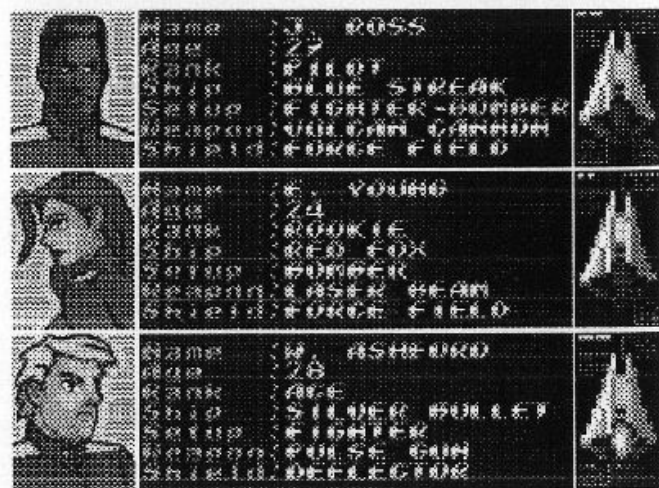 Name : J. ROSS
Age : 29
Rank : PILOT
Ship : BLUE STREAK
Setup : FIGHTER-BOMBER
Weapon : VULCAN CANNON
Shield : FORCE FIELD
Name : E. YOUNG
Age : 24
Rank : ROOKIE
Ship : RED FOX
Setup : BOMBER
Weapon : LASER BEAM
Shield : FORCE FIELD
Name : W. ASHFORD
Age : 28
Rank : ACE
Ship : SILVER BULLET
Setup : FIGHTER
Weapon : PULSE GUN
Shield : DEFLECTOR